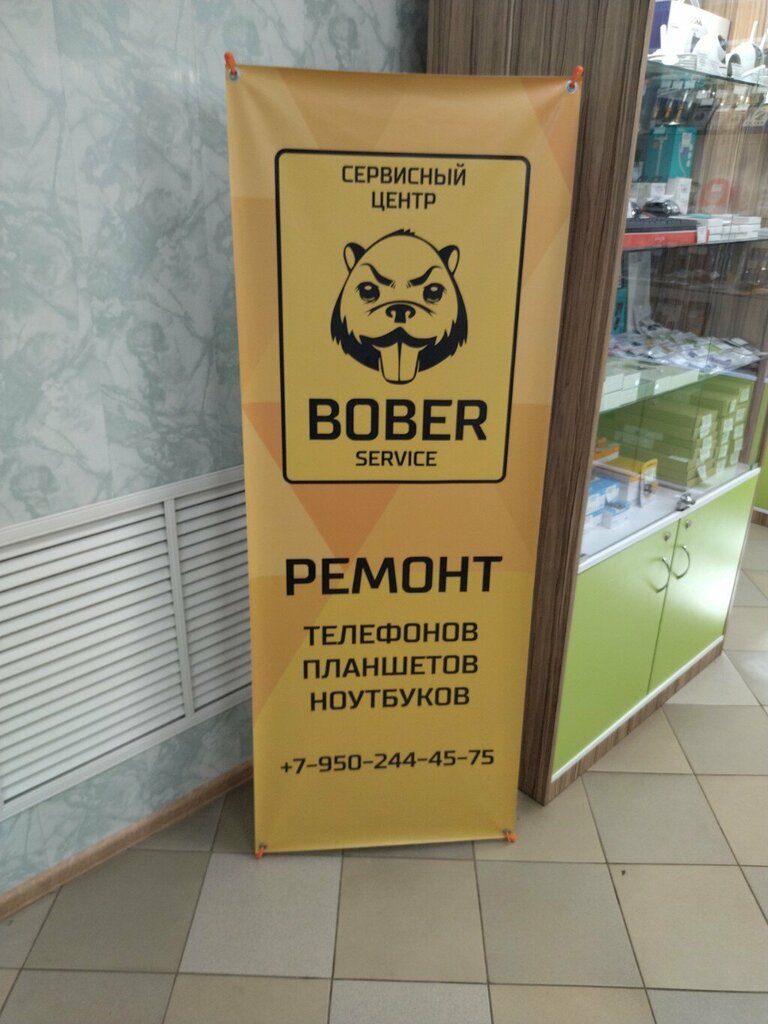 СЕРВИСНЫЙ
ЦЕНТР
BOBER
SERVICE
РЕМОНТ
ТЕЛЕФОНОВ
ПЛАНШЕТОВ
НОУТБУКОВ
+7-950-244-45-75